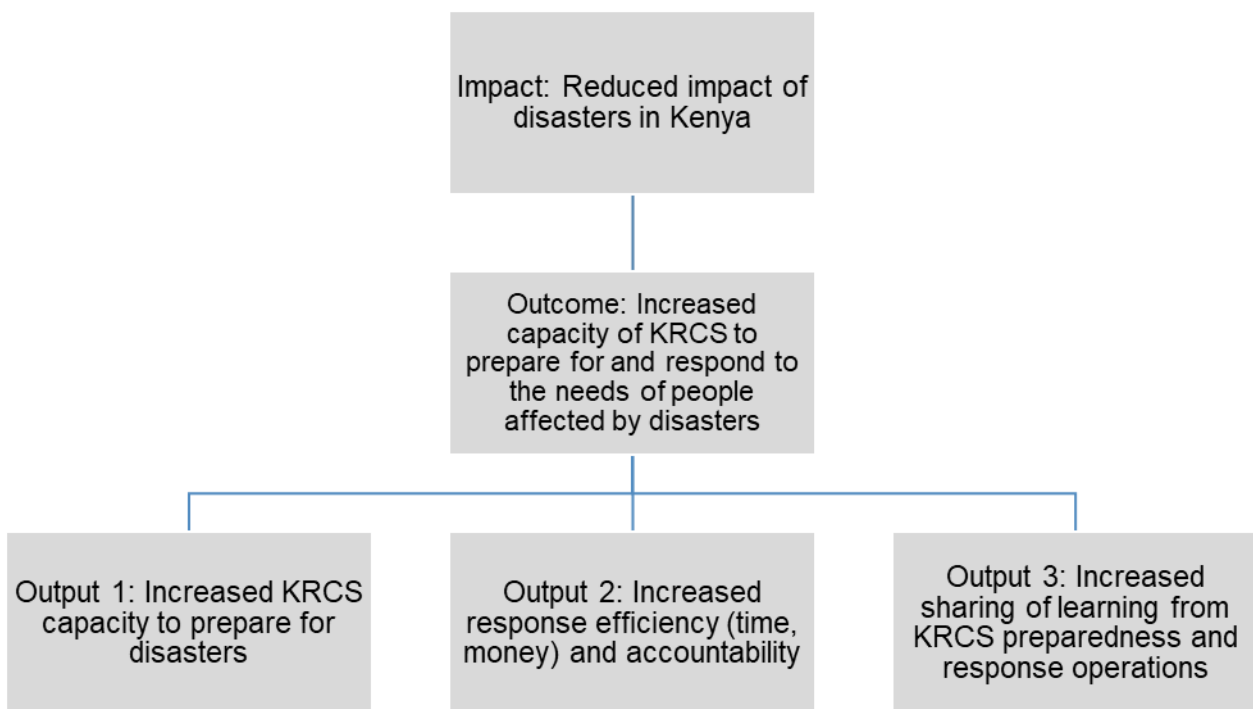 Impact: Reduced impact of
disasters in Kenya
Outcome: Increased
capacity of KRCS to
prepare for and respond to
the needs of people
affected by disasters
Output 1: Increased KRCS
capacity to prepare for
disasters
Output 2: Increased
response efficiency (time,
money) and accountability
Output 3: Increased
sharing of learning from
KRCS preparedness and
response operations